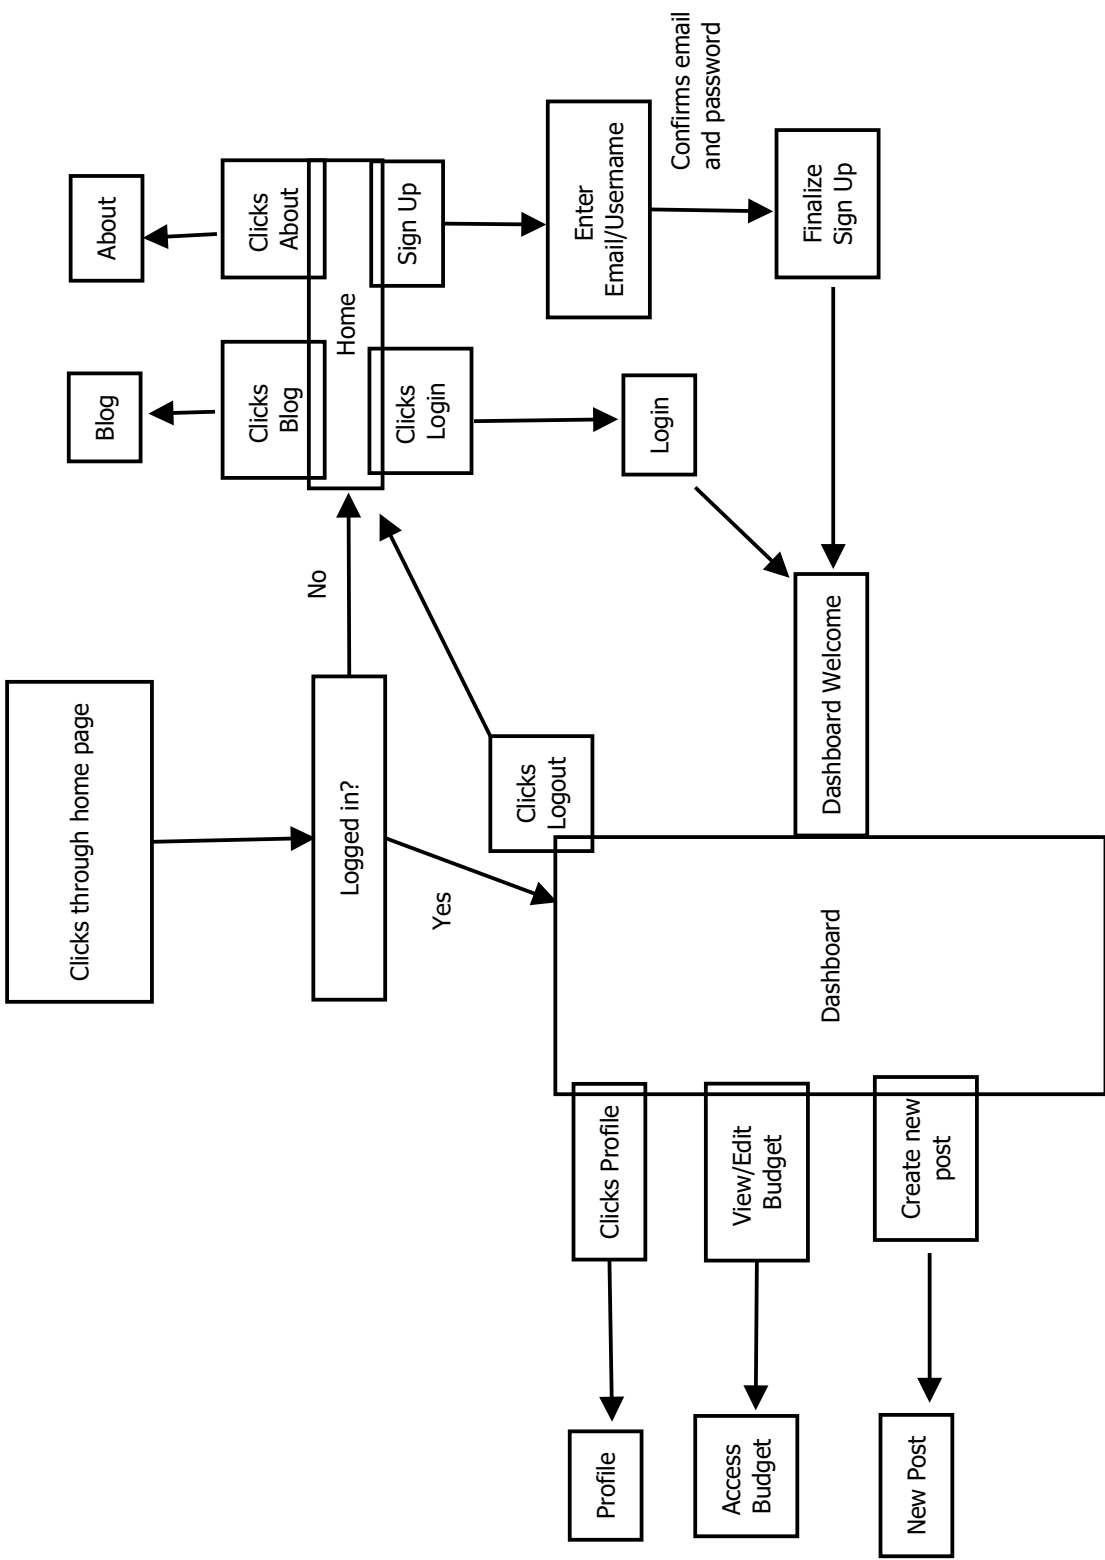 Clicks through home page
Logged in?
No
Yes
Blog
About
Clicks
Blog
Clicks
About
Home
Clicks
Login
Sign Up
Clicks
Logout
Login
Enter
Email/Username
Confirms email
and password
Finalize
Sign Up
Dashboard Welcome
Dashboard
Clicks Profile
View/Edit
Budget
Create new
post
Profile
Access
Budget
New Post